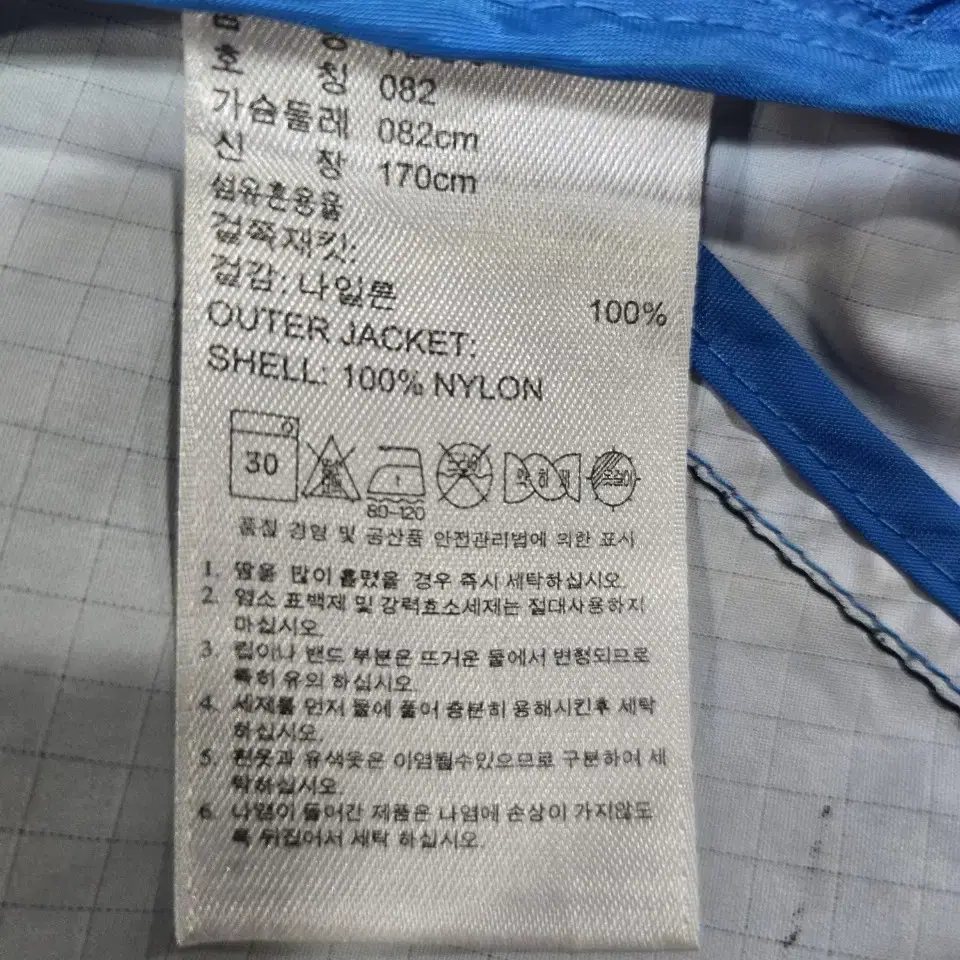 호 칭 082
가슴둘레 082cm
신 장 170cm
섬유혼용율
겉쪽재킷:
겉감: 나일론 100%
OUTER JACKET:
SHELL: 100% NYLON
30
80-120
약하게
옷걸이
품질 경영 및 공산품 안전관리법에 의한 표시
1. 땀을 많이 흘렸을 경우 즉시 세탁하십시오.
2. 염소 표백제 및 강력효소세제는 절대사용하지
마십시오.
3. 립이나 밴드 부분은 뜨거운 물에서 변형되므로
특히 유의 하십시오.
4. 세제를 먼저 물에 풀어 충분히 용해시킨후 세탁
하십시오.
5. 흰옷과 유색옷은 이염될수있으므로 구분하여 세
탁하십시오.
6. 나염이 들어간 제품은 나염에 손상이 가지않도
록 뒤집어서 세탁 하십시오.